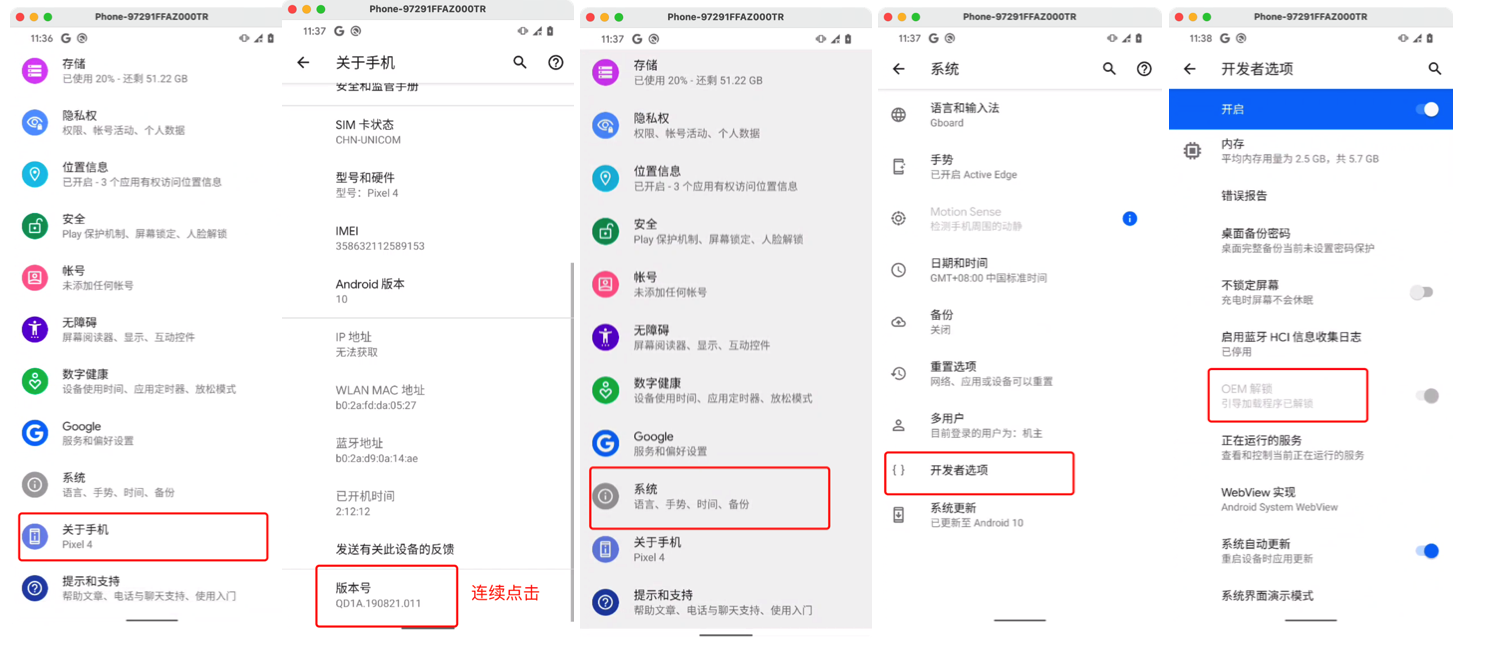 Phone-97291FFAZ000TR
11:36
存储
已使用 20% - 还剩 51.22 GB
隐私权
权限、帐号活动、个人数据
位置信息
已开启 - 3 个应用有权访问位置信息
安全
Play 保护机制、屏幕锁定、人脸解锁
帐号
未添加任何帐号
无障碍
屏幕阅读器、显示、互动控件
数字健康
设备使用时间、应用定时器、放松模式
Google
服务和偏好设置
系统
语言、手势、时间、备份
关于手机
Pixel 4
提示和支持
帮助文章、电话与聊天支持、使用入门
Phone-97291FFAZ000TR
11:37
关于手机
安全和监管手册
SIM 卡状态
CHN-UNICOM
型号和硬件
型号：Pixel 4
IMEI
358632112589153
Android 版本
10
IP 地址
无法获取
WLAN MAC 地址
b0:2a:fd:da:05:27
蓝牙地址
b0:2a:d9:0a:14:ae
已开机时间
2:12:12
发送有关此设备的反馈
版本号
QD1A.190821.011
连续点击
Phone-97291FFAZ000TR
11:37
存储
已使用 20% - 还剩 51.22 GB
隐私权
权限、帐号活动、个人数据
位置信息
已开启 - 3 个应用有权访问位置信息
安全
Play 保护机制、屏幕锁定、人脸解锁
帐号
未添加任何帐号
无障碍
屏幕阅读器、显示、互动控件
数字健康
设备使用时间、应用定时器、放松模式
Google
服务和偏好设置
系统
语言、手势、时间、备份
关于手机
Pixel 4
提示和支持
帮助文章、电话与聊天支持、使用入门
Phone-97291FFAZ000TR
11:37
系统
语言和输入法
Gboard
手势
已开启 Active Edge
Motion Sense
检测手机周围的动静
日期和时间
GMT+08:00 中国标准时间
备份
关闭
重置选项
网络、应用或设备可以重置
多用户
目前登录的用户为：机主
开发者选项
系统更新
已更新至 Android 10
Phone-97291FFAZ000TR
11:38
开发者选项
开启
内存
平均内存用量为 2.5 GB，共 5.7 GB
错误报告
桌面备份密码
桌面完整备份当前未设置密码保护
不锁定屏幕
充电时屏幕不会休眠
启用蓝牙 HCI 信息收集日志
已停用
OEM 解锁
引导加载程序已解锁
正在运行的服务
查看和控制当前正在运行的服务
WebView 实现
Android System WebView
系统自动更新
重启设备时应用更新
系统界面演示模式